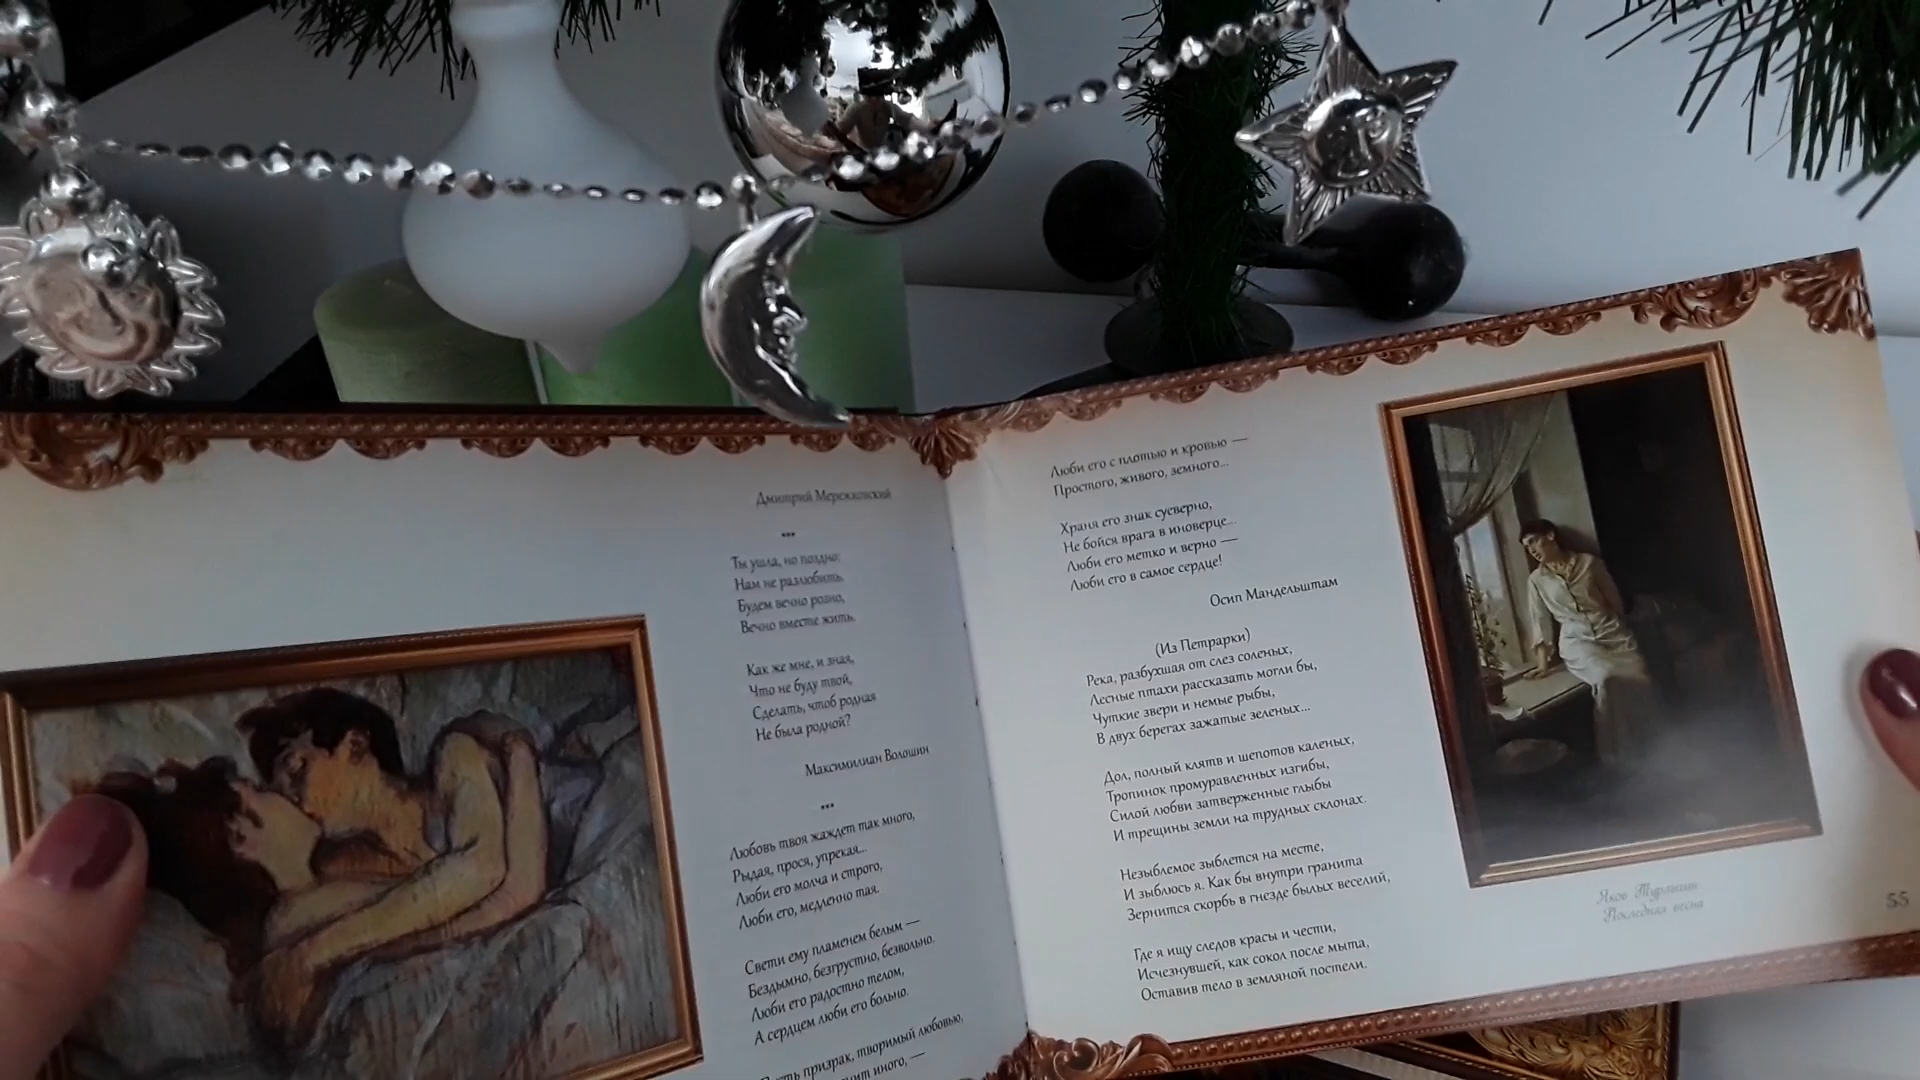 Дмитрий Мережковский
***
Ты ушла, но поздно:
Нам не разлюбить.
Будем вечно розно,
Вечно вместе жить.
Как же мне, и зная,
Что не буду твой,
Сделать, чтоб родная
Не была родной?
Максимилиан Волошин
***
Любовь твоя жаждет так много,
Рыдая, прося, упрекая...
Люби его молча и строго,
Люби его, медленно тая.
Свети ему пламенем белым —
Бездымно, безгрустно, безвольно.
Люби его радостно телом,
А сердцем люби его больно.
призрак, творимый любовью,
иного, —
Люби его с плотью и кровью —
Простого, живого, земного...
Храня его знак суеверно,
Не бойся врага в иноверце...
Люби его метко и верно —
Люби его в самое сердце!
Осип Мандельштам
(Из Петрарки)
Река, разбухшая от слез соленых,
Лесные птахи рассказать могли бы,
Чуткие звери и немые рыбы,
В двух берегах зажатые зеленых...
Дол, полный клятв и шепотов каленых,
Тропинок промуравленных изгибы,
Силой любви затверженные глыбы
И трещины земли на трудных склонах.
Незыблемое зыблется на месте,
И зыблюсь я. Как бы внутри гранита
Зернится скорбь в гнезде былых веселий,
Где я ищу следов красы и чести,
Исчезнувшей, как сокол после мыта,
Оставив тело в земляной постели.
Яков Турлыгин
Последняя весна
55